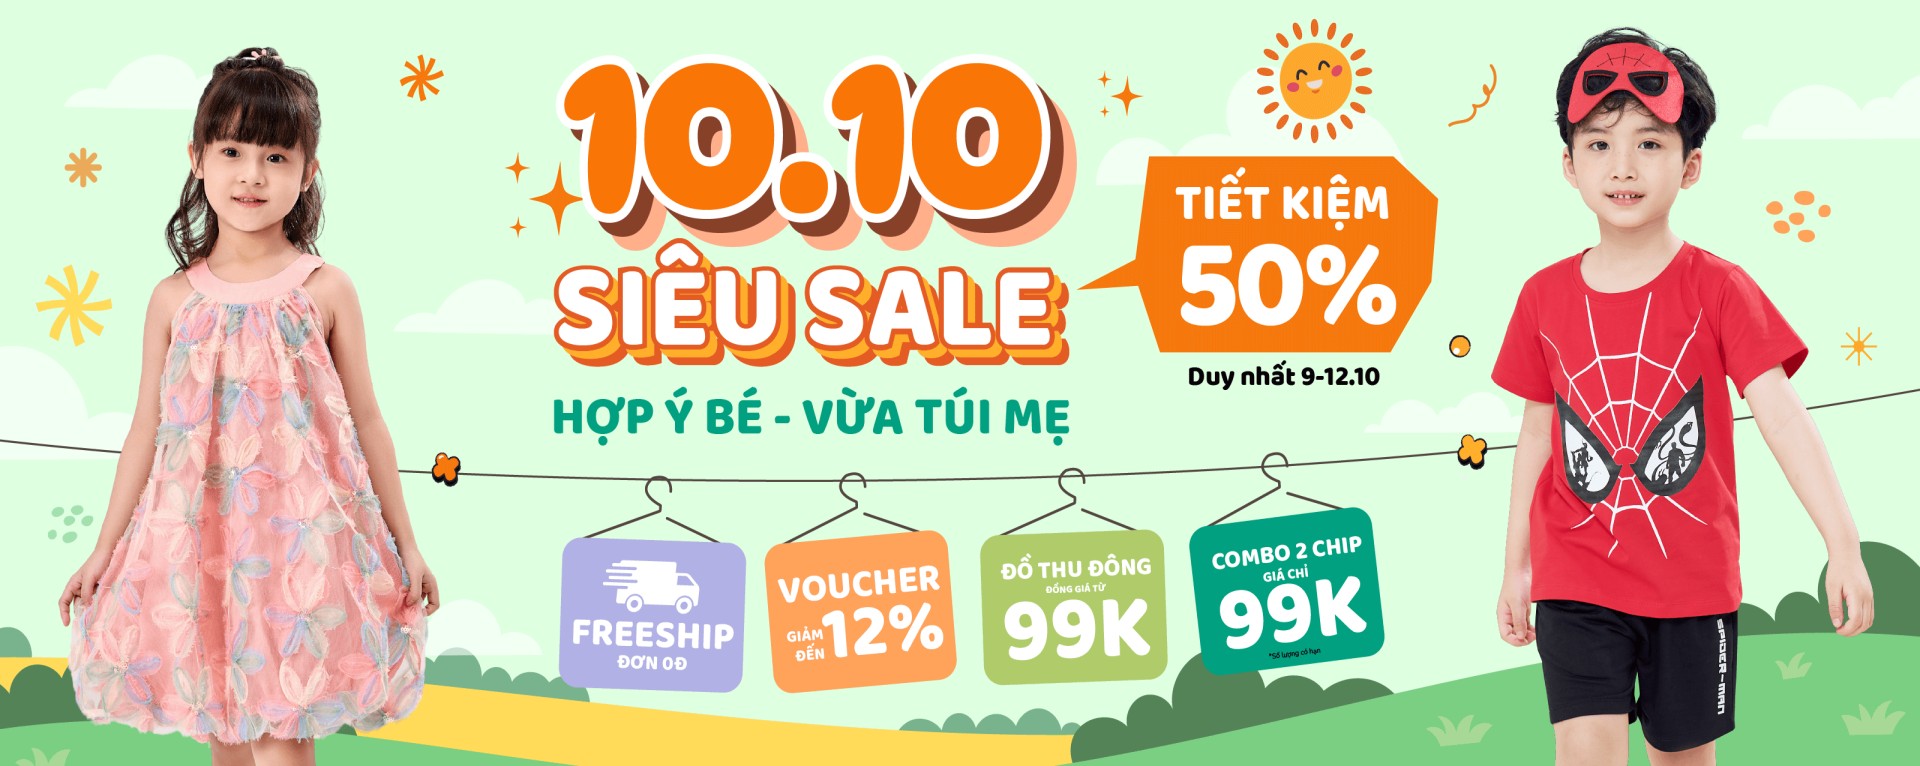 10.10
SIÊU SALE
HỢP Ý BÉ - VỪA TÚI MẸ
TIẾT KIỆM
50%
Duy nhất 9-12.10
FREESHIP
ĐƠN 0Đ
VOUCHER
GIẢM ĐẾN 12%
ĐỒ THU ĐÔNG
ĐỒNG GIÁ TỪ
99K
COMBO 2 CHIP
GIÁ CHỈ
99K
*Số lượng có hạn
SPIDER-MAN